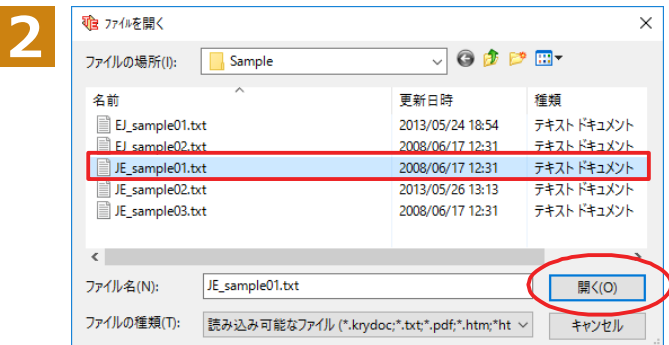 2
ファイルを開く
ファイルの場所(I): Sample
名前 更新日時 種類
EJ_sample01.txt 2013/05/24 18:54 テキスト ドキュメント
EJ_sample02.txt 2008/06/17 12:31 テキスト ドキュメント
JE_sample01.txt 2008/06/17 12:31 テキスト ドキュメント
JE_sample02.txt 2013/05/26 13:13 テキスト ドキュメント
JE_sample03.txt 2008/06/17 12:31 テキスト ドキュメント
ファイル名(N): JE_sample01.txt 開く(O)
ファイルの種類(T): 読み込み可能なファイル (*.krydoc;*.txt;*.pdf;*.htm;*ht キャンセル